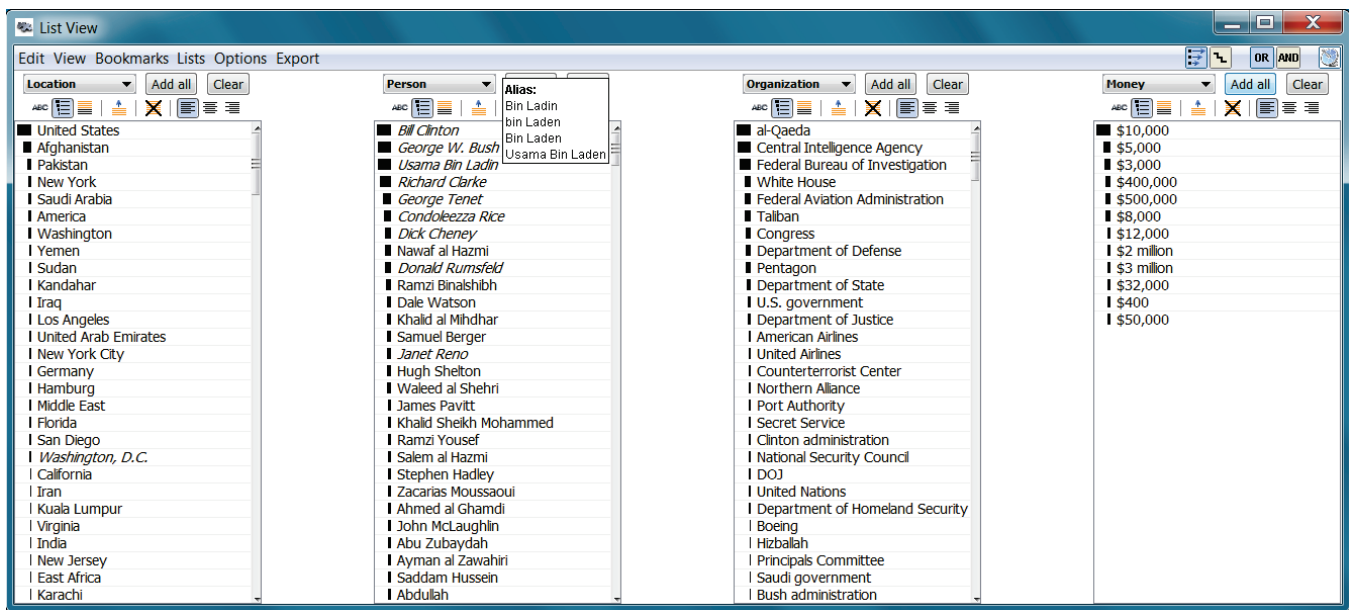 List View
Edit View Bookmarks Lists Options Export
OR AND
Location Add all Clear
ABC
United States
Afghanistan
Pakistan
New York
Saudi Arabia
America
Washington
Yemen
Sudan
Kandahar
Iraq
Los Angeles
United Arab Emirates
New York City
Germany
Hamburg
Middle East
Florida
San Diego
Washington, D.C.
California
Iran
Kuala Lumpur
Virginia
India
New Jersey
East Africa
Karachi
Person
ABC
Alias:
Bin Ladin
bin Laden
Bin Laden
Usama Bin Laden
Bill Clinton
George W. Bush
Usama Bin Ladin
Richard Clarke
George Tenet
Condoleezza Rice
Dick Cheney
Nawaf al Hazmi
Donald Rumsfeld
Ramzi Binalshibh
Dale Watson
Khalid al Mihdhar
Samuel Berger
Janet Reno
Hugh Shelton
Waleed al Shehri
James Pavitt
Khalid Sheikh Mohammed
Ramzi Yousef
Salem al Hazmi
Stephen Hadley
Zacarias Moussaoui
Ahmed al Ghamdi
John McLaughlin
Abu Zubaydah
Ayman al Zawahiri
Saddam Hussein
Abdullah
Organization Add all Clear
ABC
al-Qaeda
Central Intelligence Agency
Federal Bureau of Investigation
White House
Federal Aviation Administration
Taliban
Congress
Department of Defense
Pentagon
Department of State
U.S. government
Department of Justice
American Airlines
United Airlines
Counterterrorist Center
Northern Alliance
Port Authority
Secret Service
Clinton administration
National Security Council
DOJ
United Nations
Department of Homeland Security
Boeing
Hizballah
Principals Committee
Saudi government
Bush administration
Money Add all Clear
ABC
$10,000
$5,000
$3,000
$400,000
$500,000
$8,000
$12,000
$2 million
$3 million
$32,000
$400
$50,000